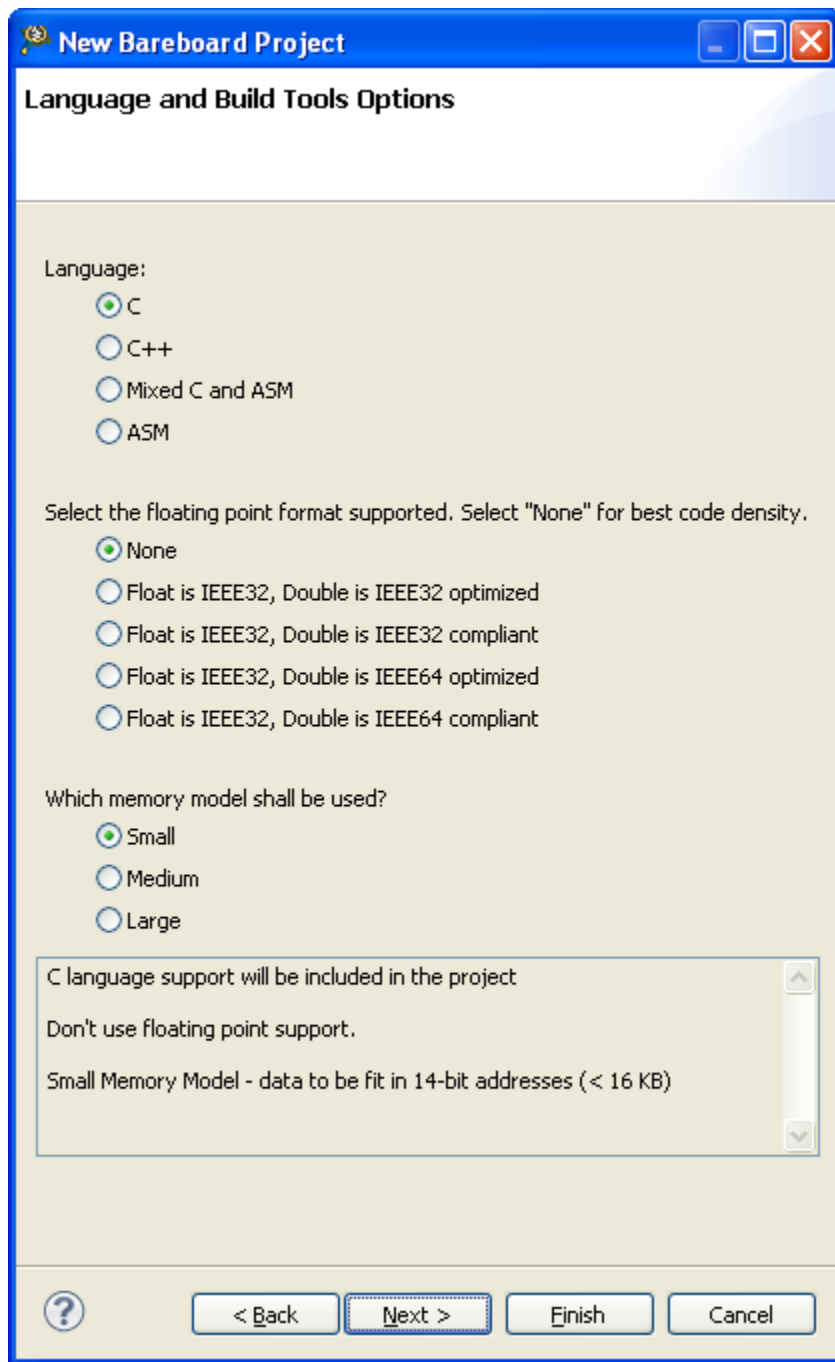 New Bareboard Project
Language and Build Tools Options
Language:
C
C++
Mixed C and ASM
ASM
Select the floating point format supported. Select "None" for best code density.
None
Float is IEEE32, Double is IEEE32 optimized
Float is IEEE32, Double is IEEE32 compliant
Float is IEEE32, Double is IEEE64 optimized
Float is IEEE32, Double is IEEE64 compliant
Which memory model shall be used?
Small
Medium
Large
C language support will be included in the project
Don't use floating point support.
Small Memory Model - data to be fit in 14-bit addresses (< 16 KB)
? < Back Next > Finish Cancel